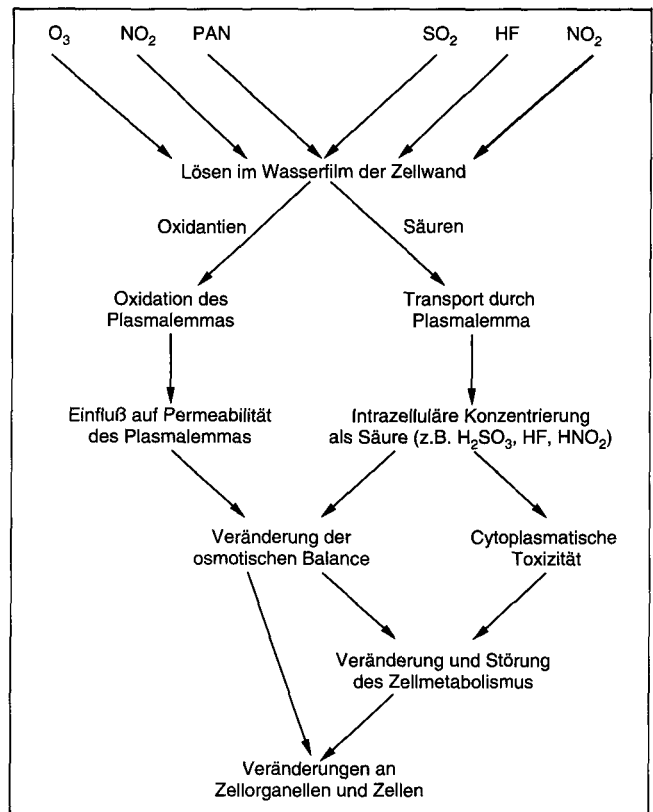 O₃ NO₂ PAN SO₂ HF NO₂
Lösen im Wasserfilm der Zellwand
Oxidantien Säuren
Oxidation des
Plasmalemmas
Transport durch
Plasmalemma
Einfluß auf Permeabilität
des Plasmalemmas
Intrazelluläre Konzentrierung
als Säure (z.B. H₂SO₃, HF, HNO₂)
Veränderung der
osmotischen Balance
Cytoplasmatische
Toxizität
Veränderung und Störung
des Zellmetabolismus
Veränderungen an
Zellorganellen und Zellen